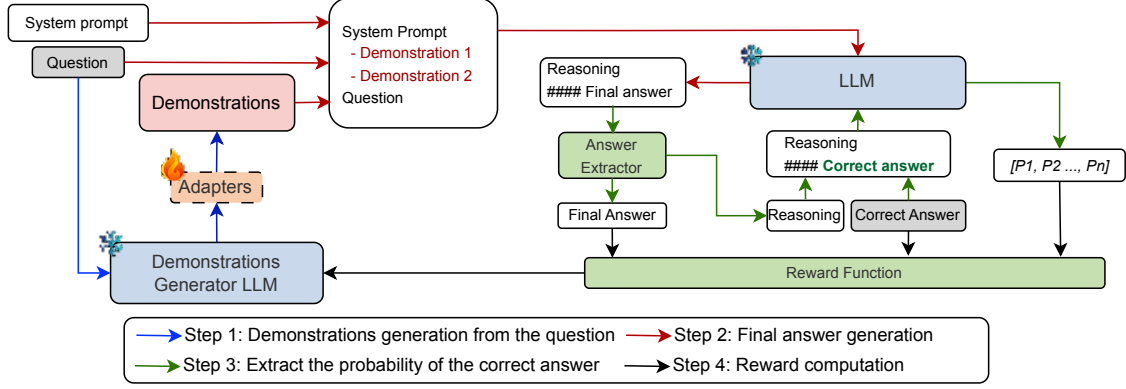 System prompt
Question
Demonstrations
Adapters
Demonstrations
Generator LLM
System Prompt
- Demonstration 1
- Demonstration 2
Question
Reasoning
#### Final answer
Answer
Extractor
Final Answer
LLM
Reasoning
#### Correct answer
Reasoning
Correct Answer
[P1, P2 ..., Pn]
Reward Function
Step 1: Demonstrations generation from the question
Step 2: Final answer generation
Step 3: Extract the probability of the correct answer
Step 4: Reward computation